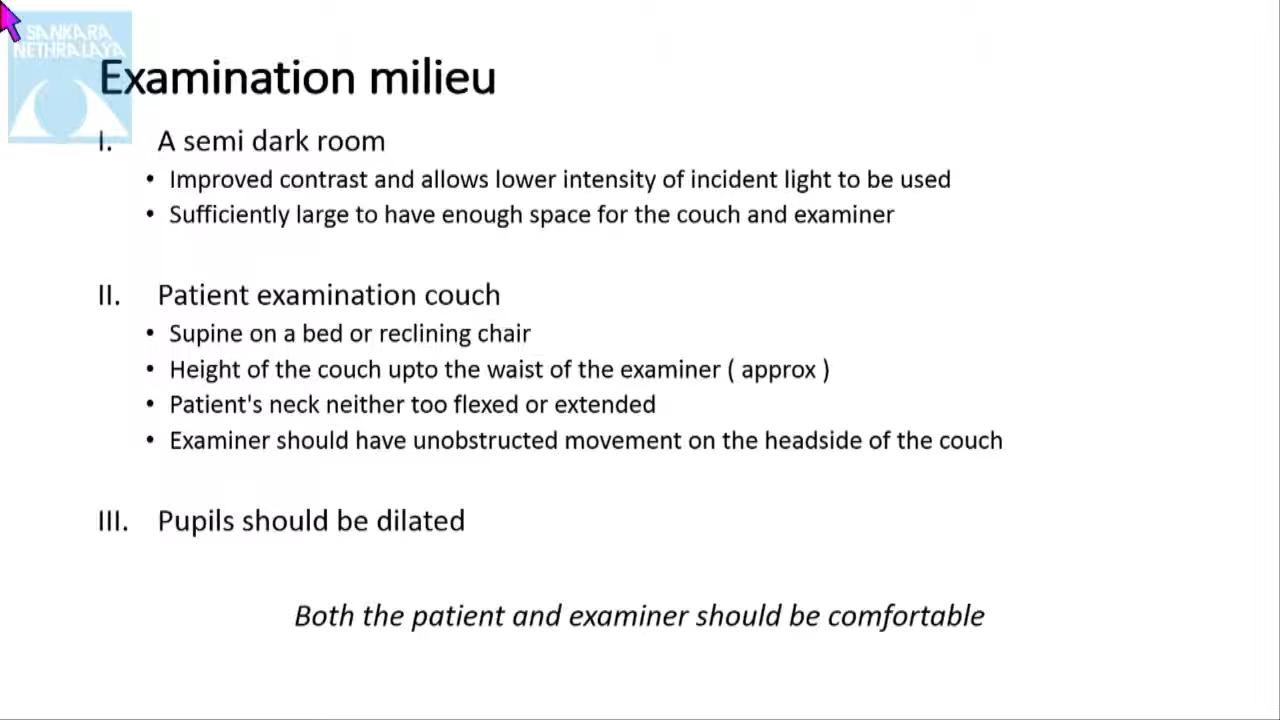 SANKARA
NETHRALAYA
Examination milieu
I. A semi dark room
• Improved contrast and allows lower intensity of incident light to be used
• Sufficiently large to have enough space for the couch and examiner
II. Patient examination couch
• Supine on a bed or reclining chair
• Height of the couch upto the waist of the examiner ( approx )
• Patient's neck neither too flexed or extended
• Examiner should have unobstructed movement on the headside of the couch
III. Pupils should be dilated
Both the patient and examiner should be comfortable